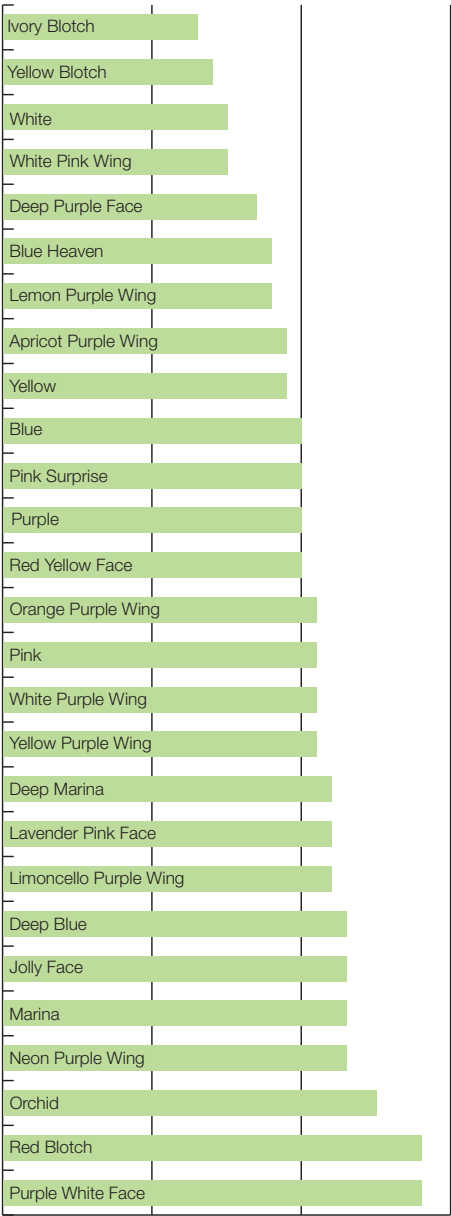 Ivory Blotch
Yellow Blotch
White
White Pink Wing
Deep Purple Face
Blue Heaven
Lemon Purple Wing
Apricot Purple Wing
Yellow
Blue
Pink Surprise
Purple
Red Yellow Face
Orange Purple Wing
Pink
White Purple Wing
Yellow Purple Wing
Deep Marina
Lavender Pink Face
Limoncello Purple Wing
Deep Blue
Jolly Face
Marina
Neon Purple Wing
Orchid
Red Blotch
Purple White Face